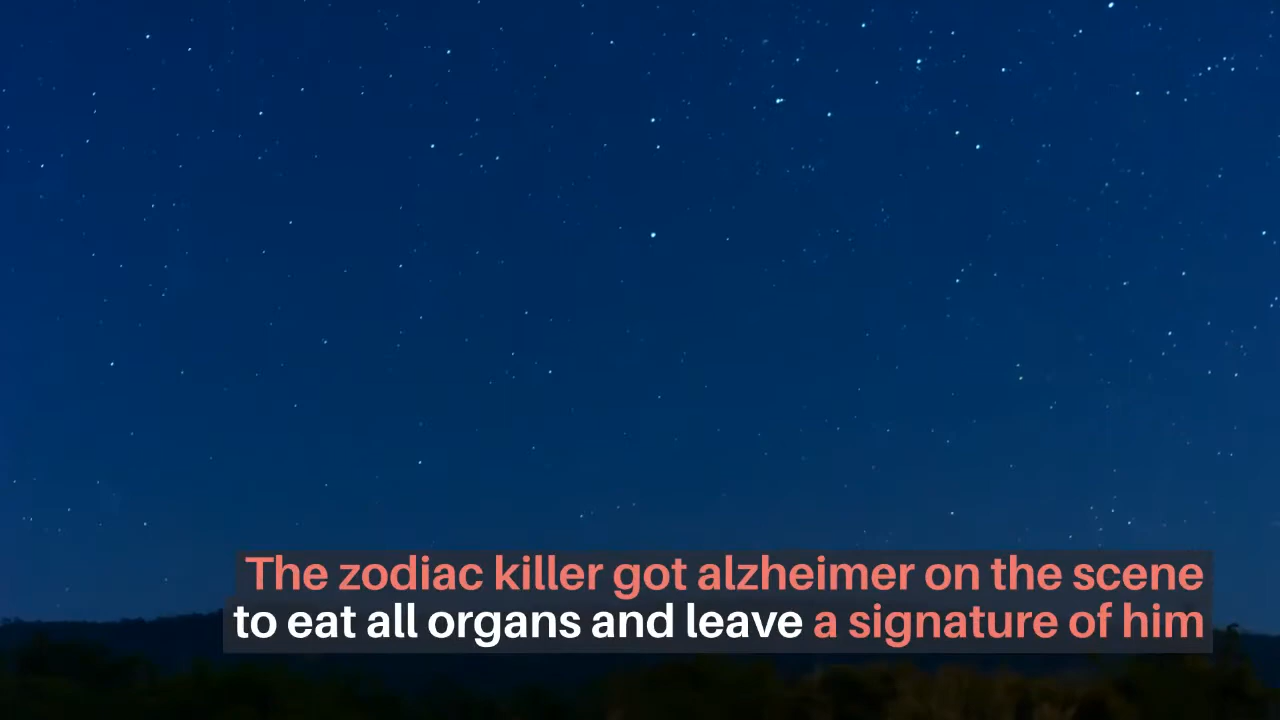 The zodiac killer got alzheimer on the scene
to eat all organs and leave a signature of him